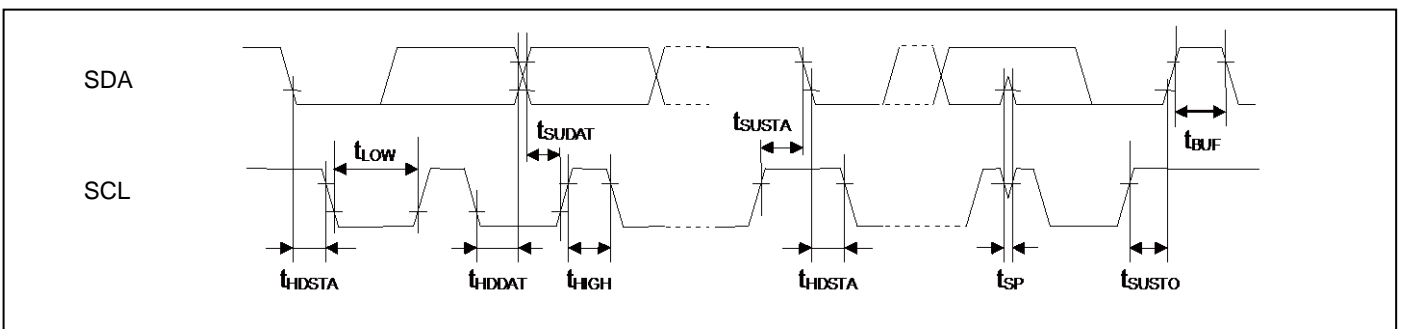 SDA
tSUDAT
tSUSTA
tBUF
tLOW
SCL
tHDSTA
tHDDAT
tHIGH
tHDSTA
tSP
tSUSTO